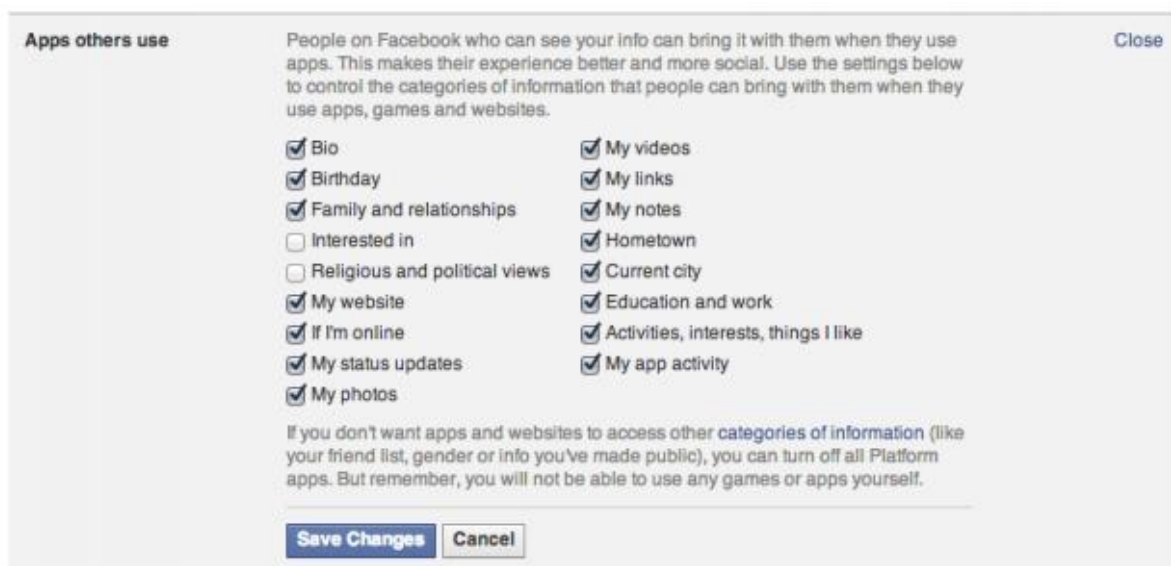 Apps others use
People on Facebook who can see your info can bring it with them when they use
apps. This makes their experience better and more social. Use the settings below
to control the categories of information that people can bring with them when they
use apps, games and websites.
Close
Bio
My videos
Birthday
My links
Family and relationships
My notes
Interested in
Hometown
Religious and political views
Current city
My website
Education and work
If I'm online
Activities, interests, things I like
My status updates
My app activity
My photos
If you don't want apps and websites to access other categories of information (like
your friend list, gender or info you've made public), you can turn off all Platform
apps. But remember, you will not be able to use any games or apps yourself.
Save Changes
Cancel